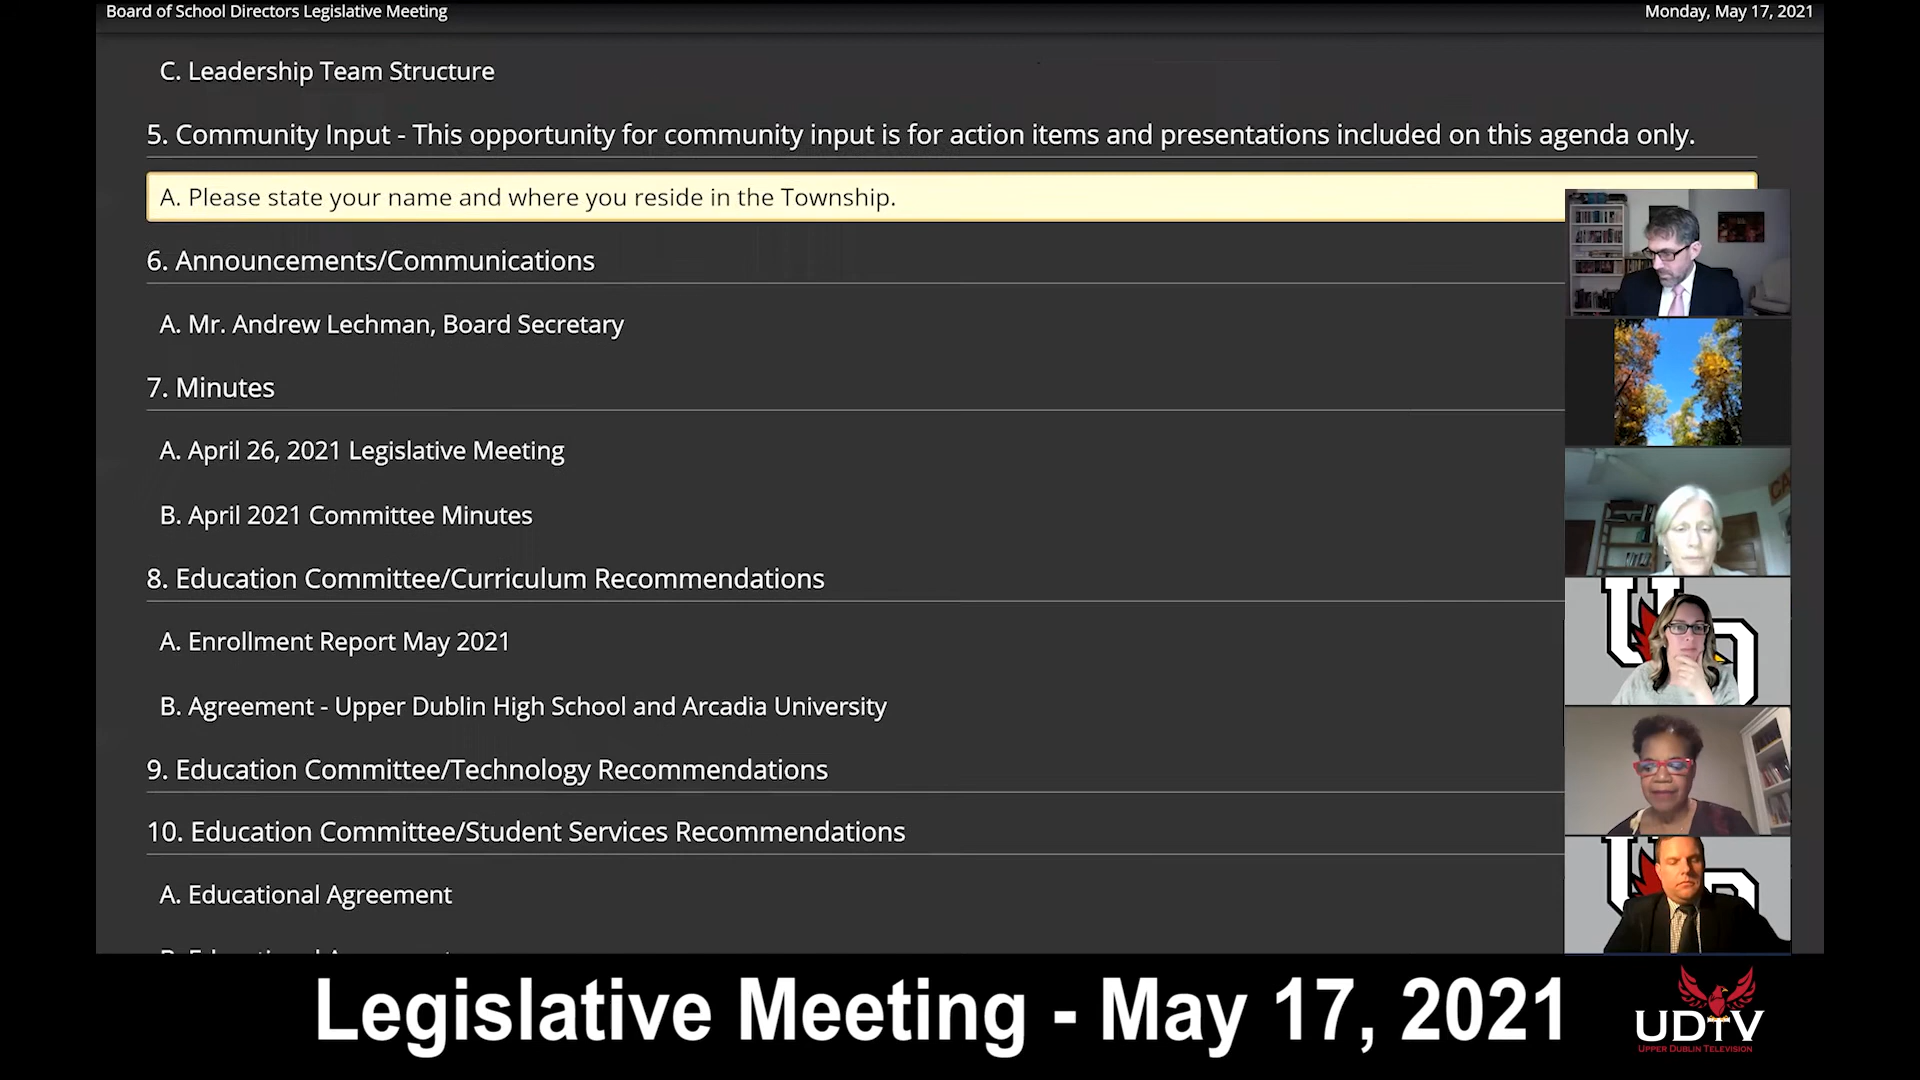 Board of School Directors Legislative Meeting
Monday, May 17, 2021
C. Leadership Team Structure
5. Community Input - This opportunity for community input is for action items and presentations included on this agenda only.
A. Please state your name and where you reside in the Township.
6. Announcements/Communications
A. Mr. Andrew Lechman, Board Secretary
7. Minutes
A. April 26, 2021 Legislative Meeting
B. April 2021 Committee Minutes
8. Education Committee/Curriculum Recommendations
A. Enrollment Report May 2021
B. Agreement - Upper Dublin High School and Arcadia University
9. Education Committee/Technology Recommendations
10. Education Committee/Student Services Recommendations
A. Educational Agreement
CA
Legislative Meeting - May 17, 2021
UDTV
UPPER DUBLIN TELEVISION